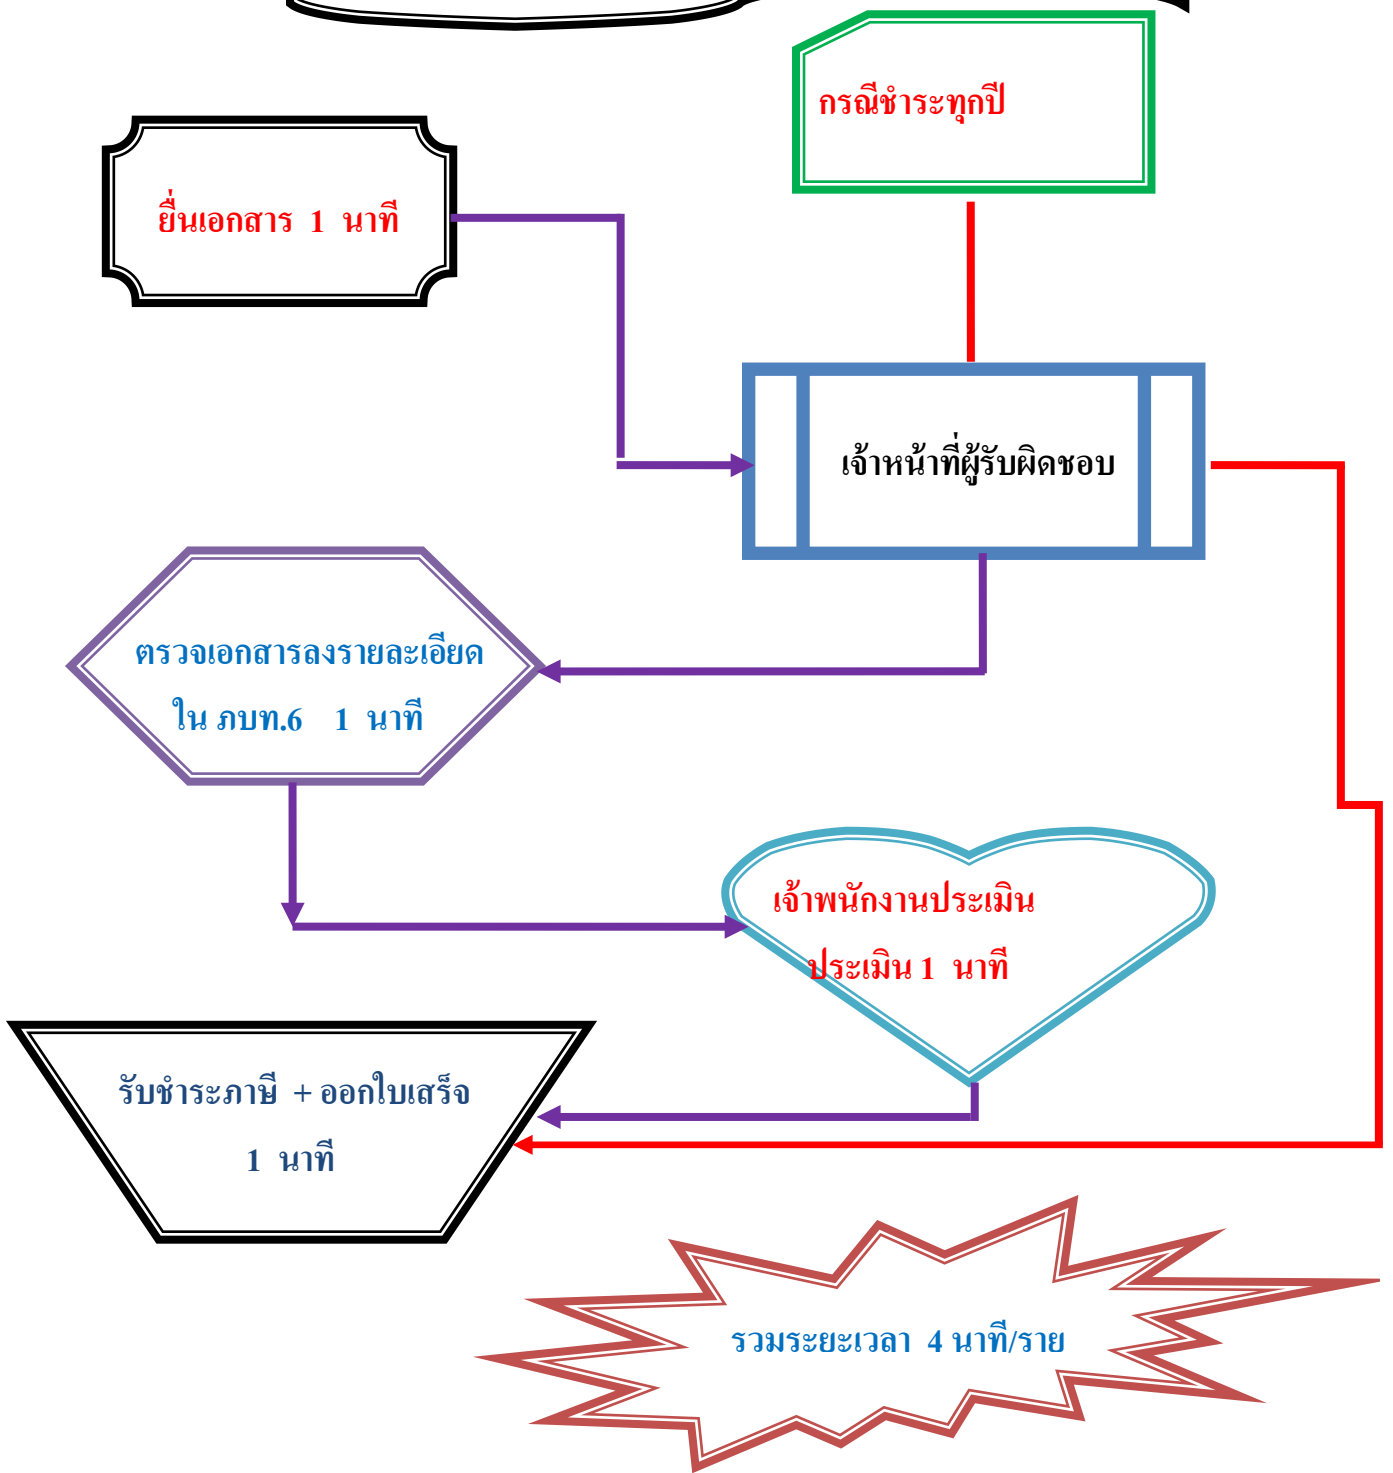 กรณีชำระทุกปี
ยื่นเอกสาร 1 นาที
เจ้าหน้าที่ผู้รับผิดชอบ
ตรวจเอกสารลงรายละเอียด
ใน ภบท.6 1 นาที
เจ้าพนักงานประเมิน
ประเมิน 1 นาที
รับชำระภาษี + ออกใบเสร็จ
1 นาที
รวมระยะเวลา 4 นาที/ราย